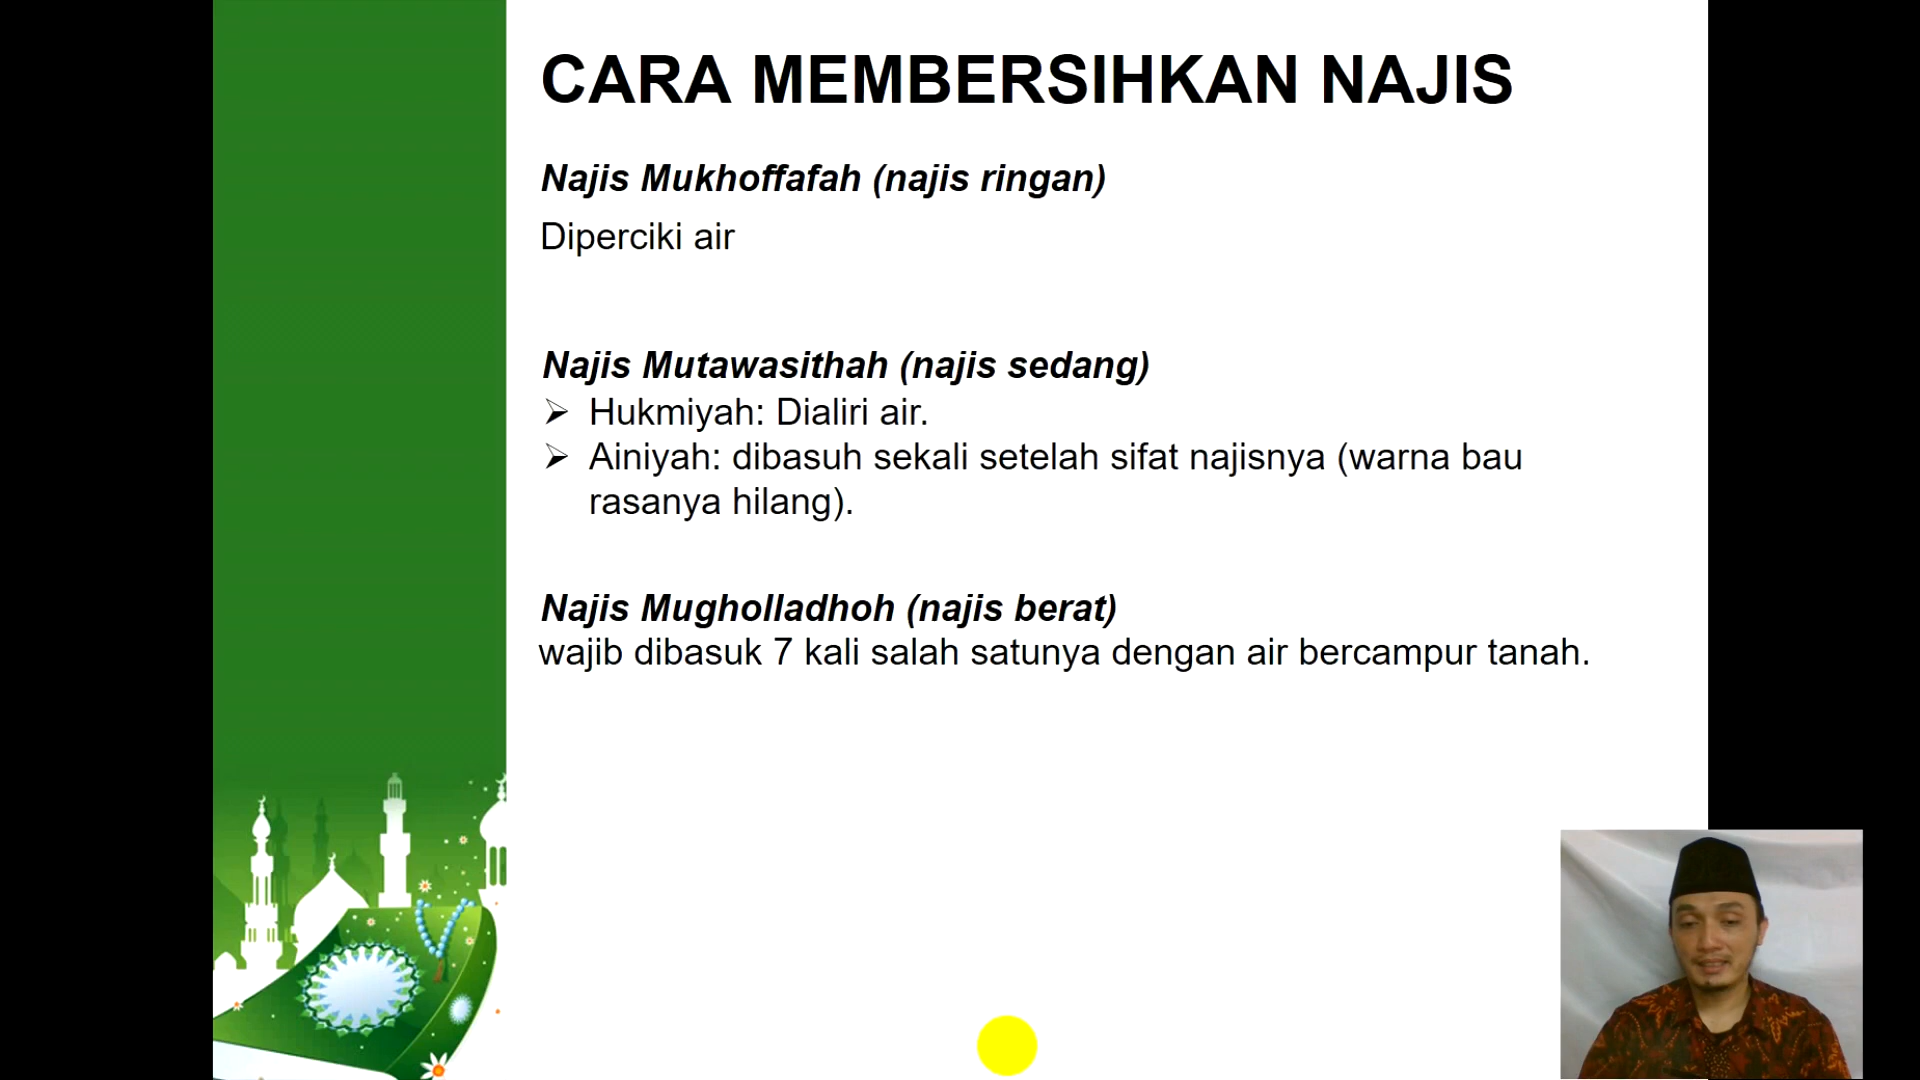 CARA MEMBERSIHKAN NAJIS
Najis Mukhoffafah (najis ringan)
Diperciki air
Najis Mutawasithah (najis sedang)
➢ Hukmiyah: Dialiri air.
➢ Ainiyah: dibasuh sekali setelah sifat najisnya (warna bau
rasanya hilang).
Najis Mugholladhoh (najis berat)
wajib dibasuk 7 kali salah satunya dengan air bercampur tanah.